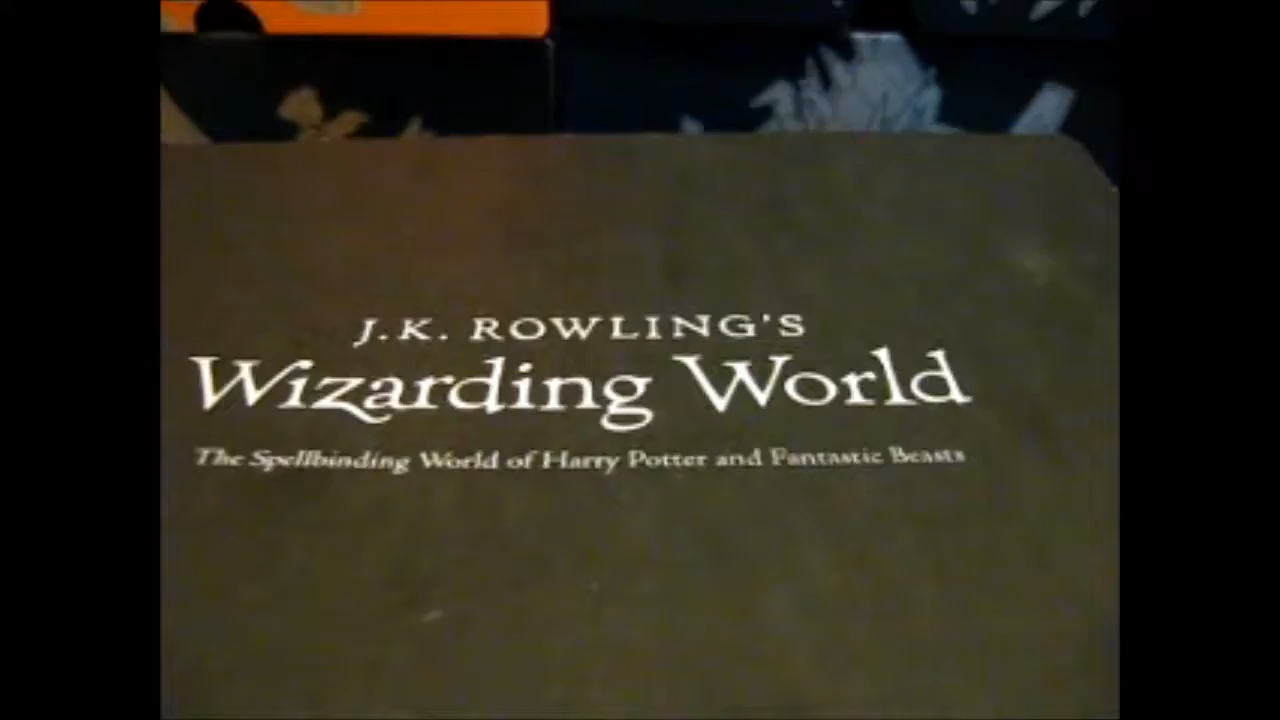 J.K. ROWLING'S
Wizarding World
The Spellbinding World of Harry Potter and Fantastic Beasts